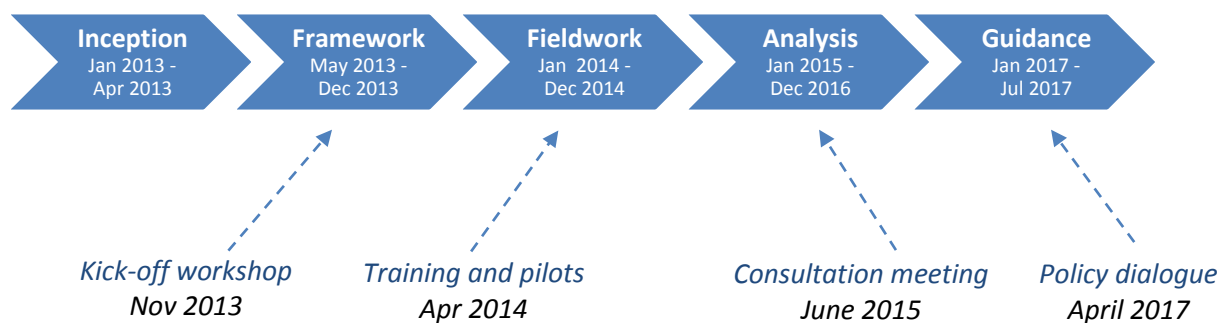 Inception
Jan 2013 -
Apr 2013
Framework
May 2013 -
Dec 2013
Fieldwork
Jan 2014 -
Dec 2014
Analysis
Jan 2015 -
Dec 2016
Guidance
Jan 2017 -
Jul 2017
Kick-off workshop
Nov 2013
Training and pilots
Apr 2014
Consultation meeting
June 2015
Policy dialogue
April 2017